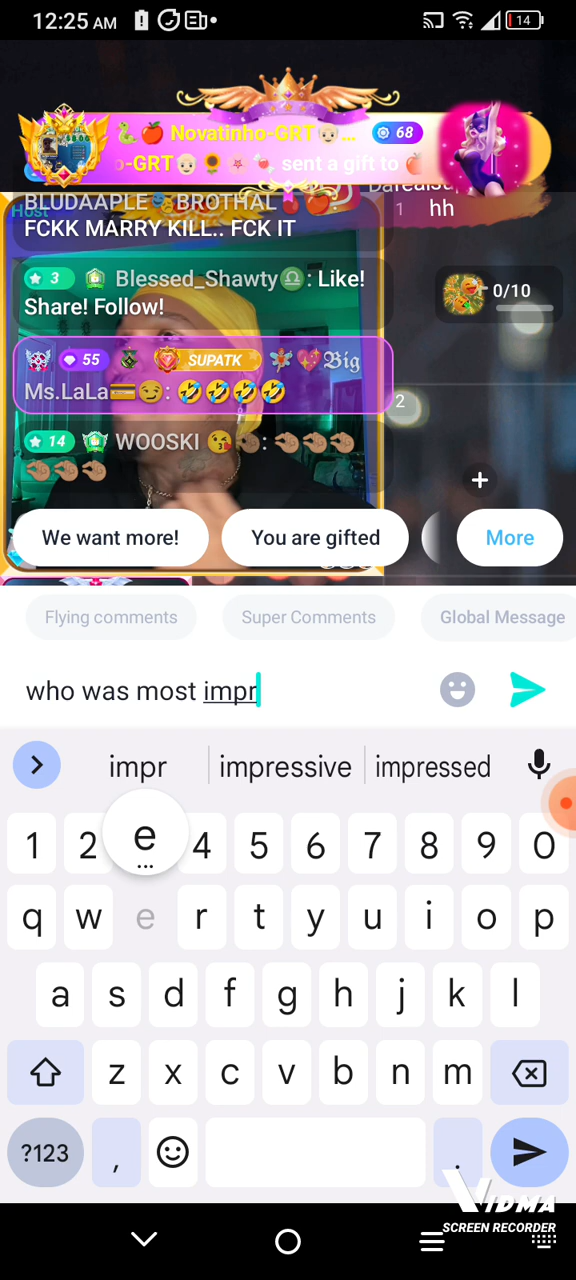 12:25 AM
14
🐍🍎 Novatinho-GRT👴🏻... 68
o-GRT👴🏻🌻🌸🍬 sent a gift to
Host
1 hh
BLUDAAPLE🎭BROTHAL
FCKK MARRY KILL.. FCK IT
0/10
3 Blessed_Shawty♎: Like!
Share! Follow!
55 SUPATK 🧚💖𝔅𝔦𝔤
Ms.LaLa💳😏: 🤣🤣🤣🤣
2
14 WOOSKI 😘🤏🏽: 🤏🏽🤏🏽🤏🏽
🤏🏽🤏🏽🤏🏽
+
We want more! You are gifted More
Flying comments Super Comments Global Message
who was most impr
impr impressive impressed
e
...
1 2 4 5 6 7 8 9 0
q w e r t y u i o p
a s d f g h j k l
z x c v b n m
?123 , .
VIDMA
SCREEN RECORDER